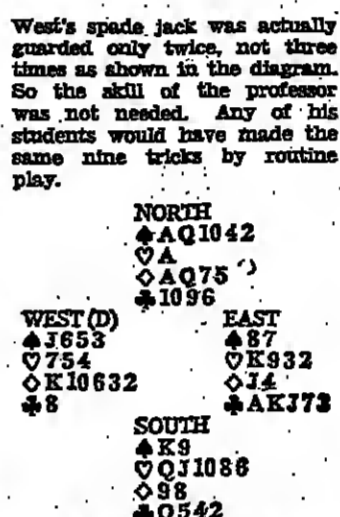 West's spade jack was actually
guarded only twice, not three
times as shown in the diagram.
So the skill of the professor
was not needed. Any of his
students would have made the
same nine tricks by routine
play.
NORTH
♠AQ1042
♡A
◇AQ75
♣1096
WEST (D) EAST
♠J653 ♠87
♡754 ♡K932
◇K10632 ◇J4
♣8 ♣AKJ73
SOUTH
♠K9
♡QJ1086
◇98
♣Q542